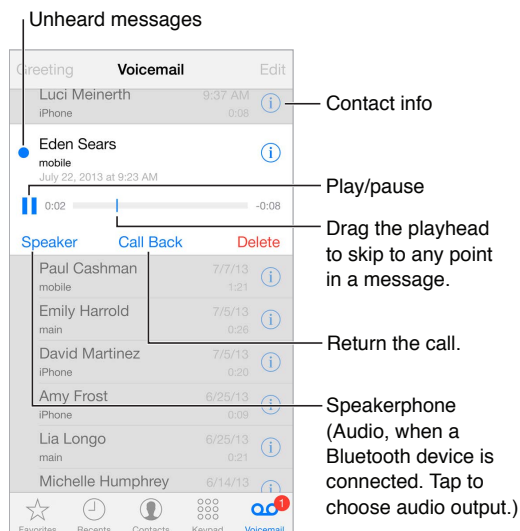 Unheard messages
Greeting Voicemail Edit
Luci Meinerth 9:37 AM
iPhone 0:08
Contact info
Eden Sears
mobile
July 22, 2013 at 9:23 AM
Play/pause
0:02 -0:08
Drag the playhead
to skip to any point
in a message.
Speaker Call Back Delete
Paul Cashman 7/7/13
mobile 1:21
Emily Harrold 7/5/13
main 0:26
Return the call.
David Martinez 7/5/13
iPhone 0:20
Amy Frost 6/25/13
iPhone 0:09
Speakerphone
(Audio, when a
Bluetooth device is
connected. Tap to
choose audio output.)
Lia Longo 6/25/13
main 0:21
Michelle Humphrey 6/14/13
1
Favorites Recents Contacts Keypad Voicemail